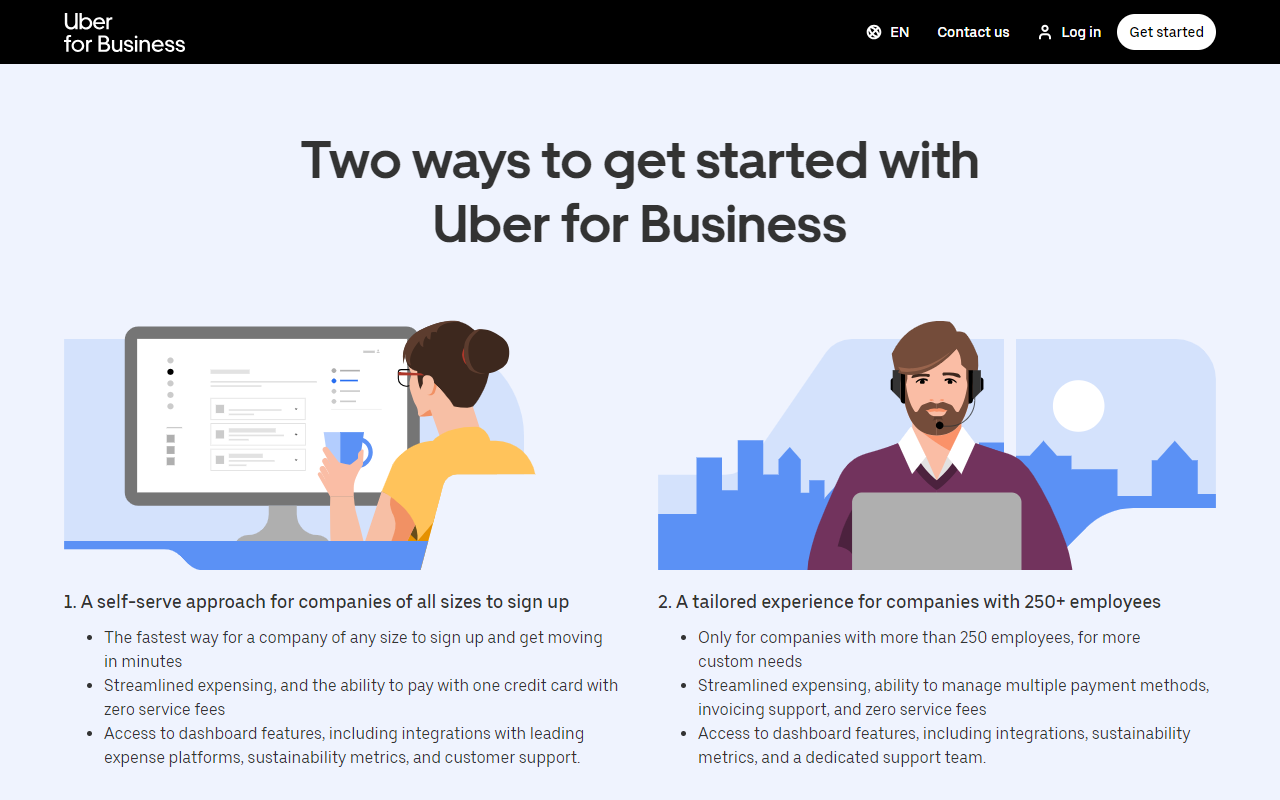 Uber
for Business
EN
Contact us
Log in
Get started
Two ways to get started with
Uber for Business
1. A self-serve approach for companies of all sizes to sign up
• The fastest way for a company of any size to sign up and get moving
in minutes
• Streamlined expensing, and the ability to pay with one credit card with
zero service fees
• Access to dashboard features, including integrations with leading
expense platforms, sustainability metrics, and customer support.
2. A tailored experience for companies with 250+ employees
• Only for companies with more than 250 employees, for more
custom needs
• Streamlined expensing, ability to manage multiple payment methods,
invoicing support, and zero service fees
• Access to dashboard features, including integrations, sustainability
metrics, and a dedicated support team.